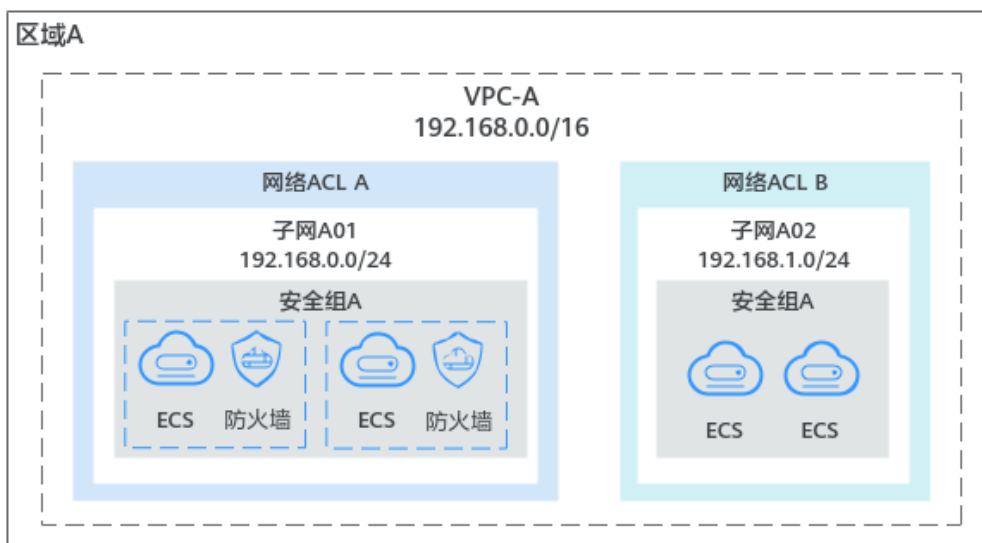 区域A
VPC-A
192.168.0.0/16
网络ACL A
子网A01
192.168.0.0/24
安全组A
ECS 防火墙 ECS 防火墙
网络ACL B
子网A02
192.168.1.0/24
安全组A
ECS ECS